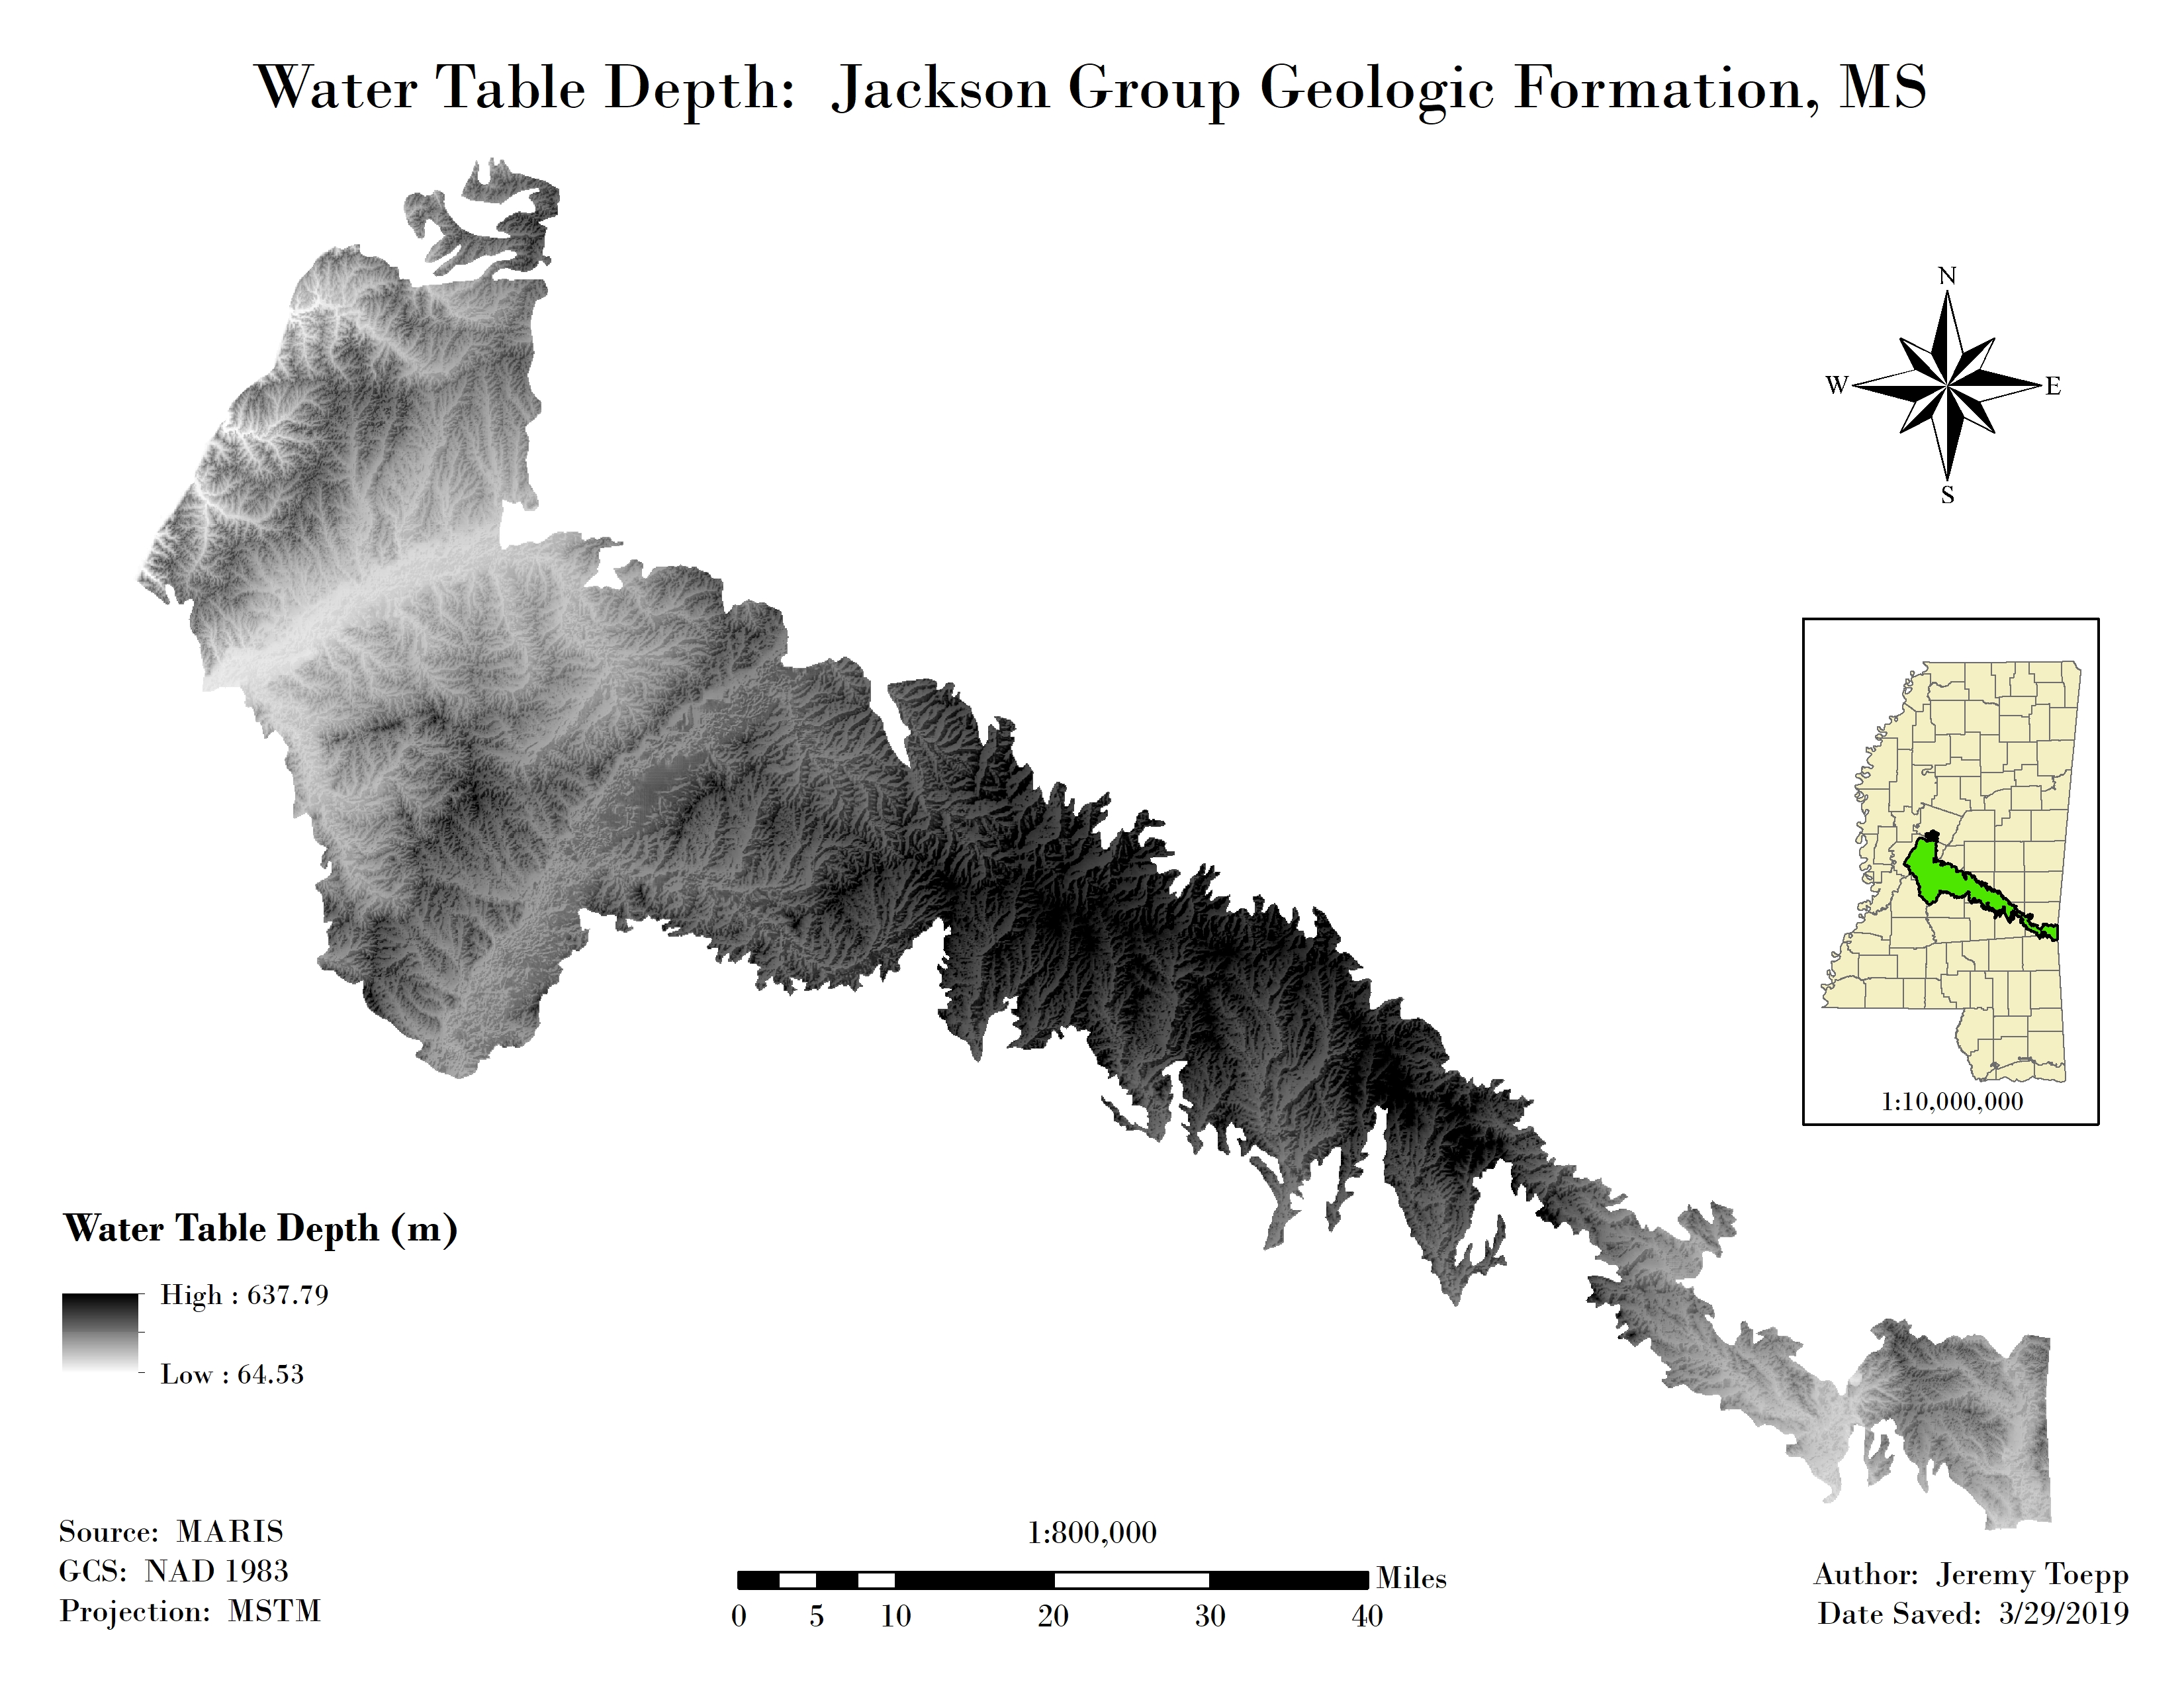 Water Table Depth:  Jackson Group Geologic Formation, MS
N
W
E
S
1:10,000,000
Water Table Depth (m)
High : 637.79
Low : 64.53
Source:  MARIS
GCS:  NAD 1983
Projection:  MSTM
1:800,000
Miles
0 5 10 20 30 40
Author:  Jeremy Toepp
Date Saved:  3/29/2019